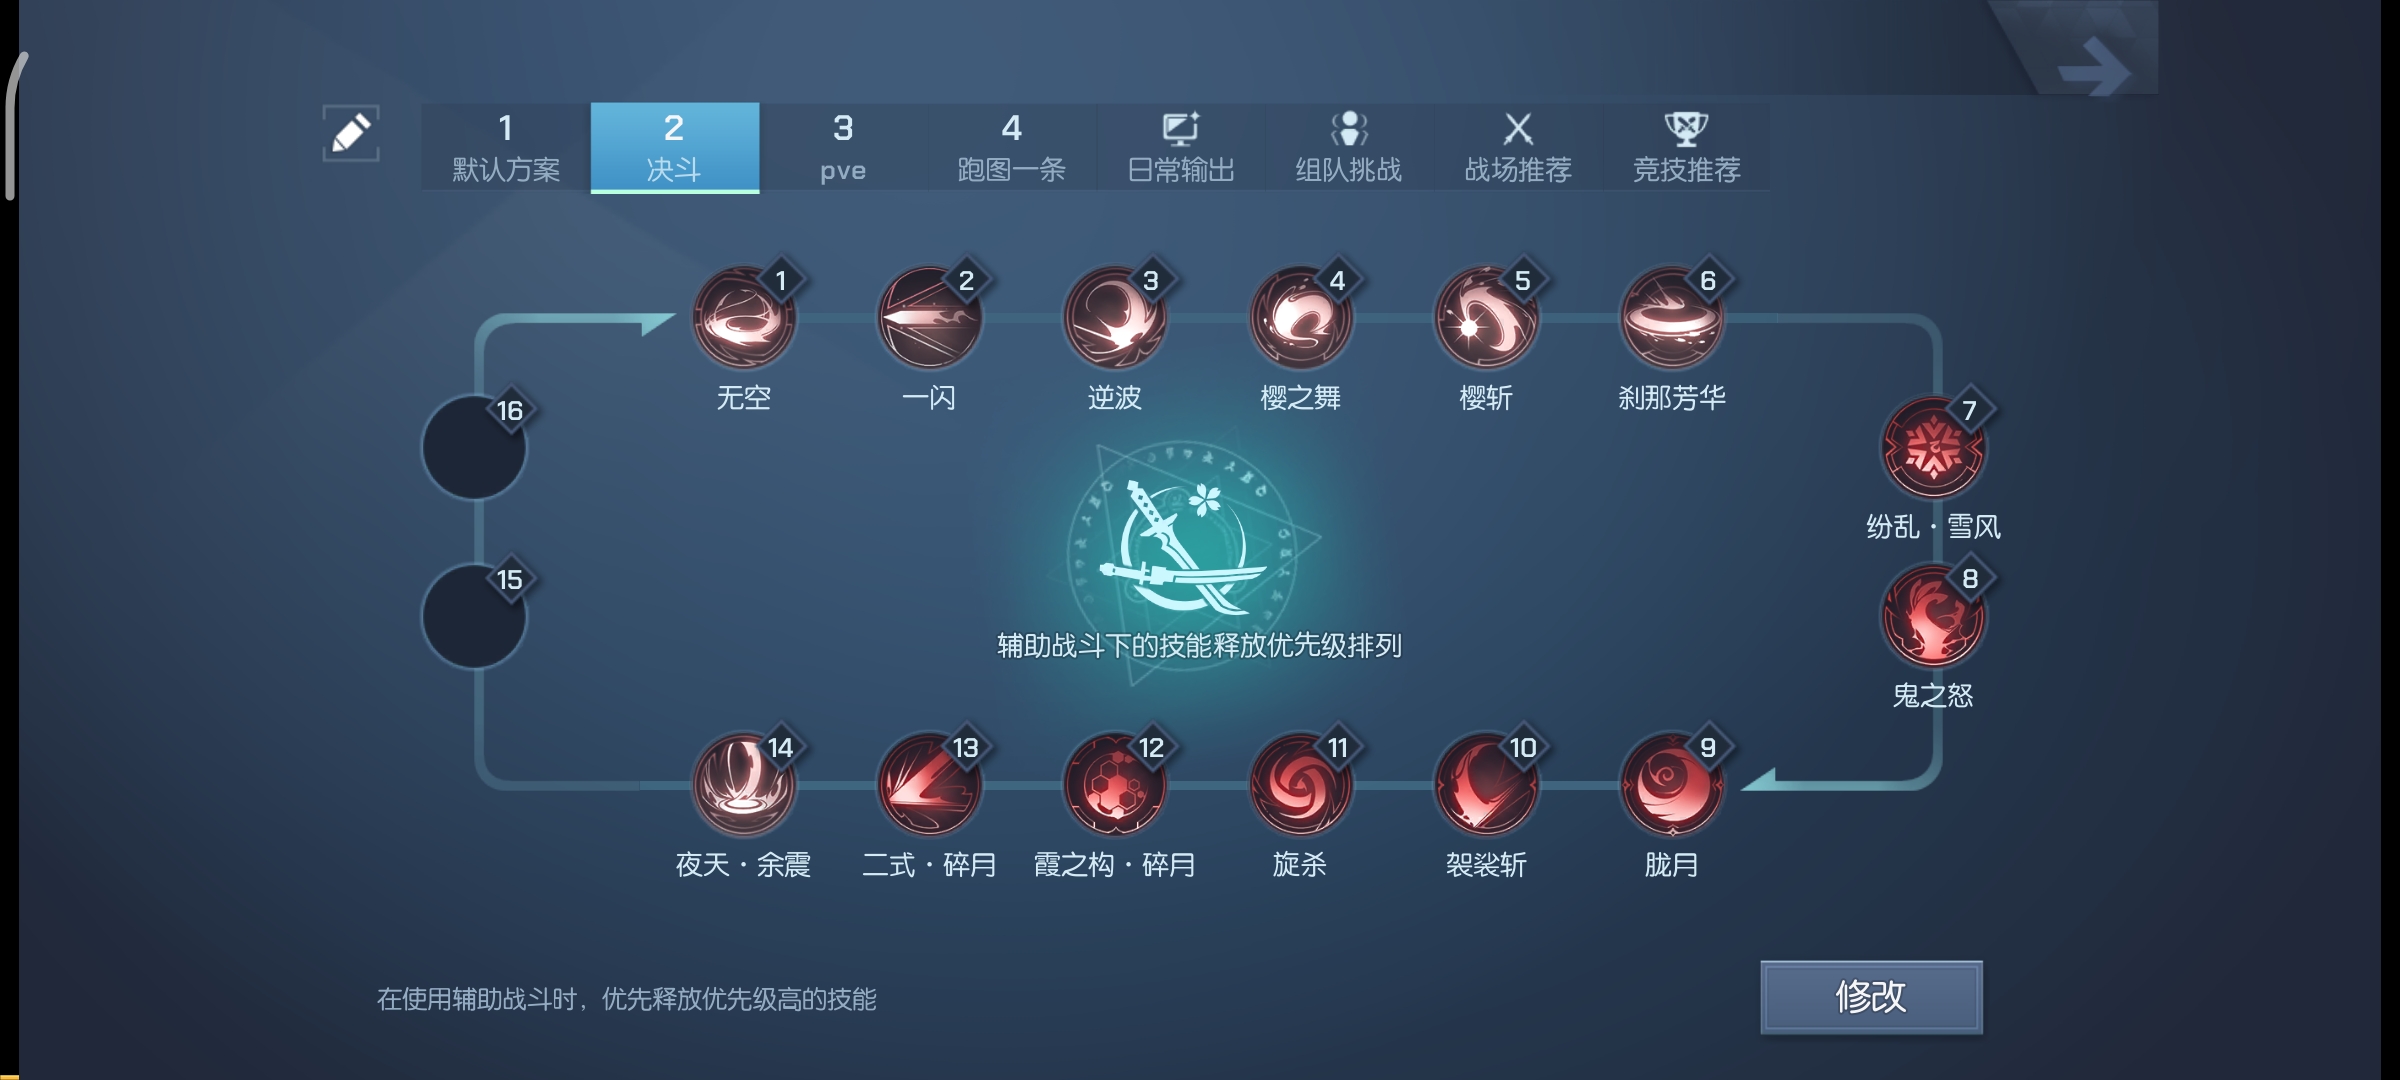 1 2 3 4
默认方案 决斗 pve 跑图一条 日常输出 组队挑战 战场推荐 竞技推荐
1 2 3 4 5 6
无空 一闪 逆波 樱之舞 樱斩 刹那芳华
16 7
纷乱·雪风
15 8
辅助战斗下的技能释放优先级排列
鬼之怒
14 13 12 11 10 9
夜天·余震 二式·碎月 霞之构·碎月 旋杀 袈裟斩 胧月
在使用辅助战斗时，优先释放优先级高的技能
修改